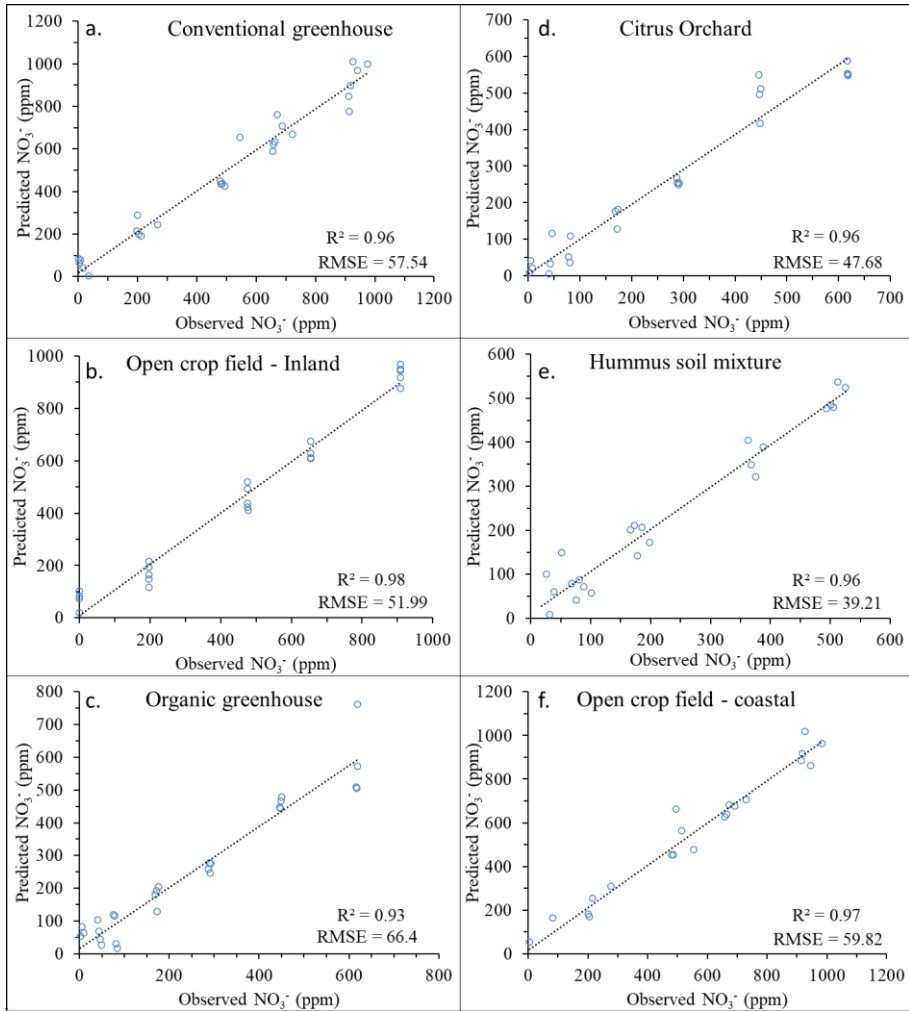 a.
Conventional greenhouse
Predicted NO₃⁻ (ppm)
1200
1000
800
600
400
200
0
R² = 0.96
RMSE = 57.54
0 200 400 600 800 1000 1200
Observed NO₃⁻ (ppm)
d.
Citrus Orchard
Predicted NO₃⁻ (ppm)
700
600
500
400
300
200
100
0
R² = 0.96
RMSE = 47.68
0 100 200 300 400 500 600 700
Observed NO₃⁻ (ppm)
b.
Open crop field - Inland
Predicted NO₃⁻ (ppm)
1000
800
600
400
200
0
R² = 0.98
RMSE = 51.99
0 200 400 600 800 1000
Observed NO₃⁻ (ppm)
e.
Hummus soil mixture
Predicted NO₃⁻ (ppm)
600
500
400
300
200
100
0
R² = 0.96
RMSE = 39.21
0 100 200 300 400 500 600
Observed NO₃⁻ (ppm)
c.
Organic greenhouse
Predicted NO₃⁻ (ppm)
800
700
600
500
400
300
200
100
0
R² = 0.93
RMSE = 66.4
0 200 400 600 800
Observed NO₃⁻ (ppm)
f.
Open crop field - coastal
Predicted NO₃⁻ (ppm)
1200
1000
800
600
400
200
0
R² = 0.97
RMSE = 59.82
0 200 400 600 800 1000 1200
Observed NO₃⁻ (ppm)